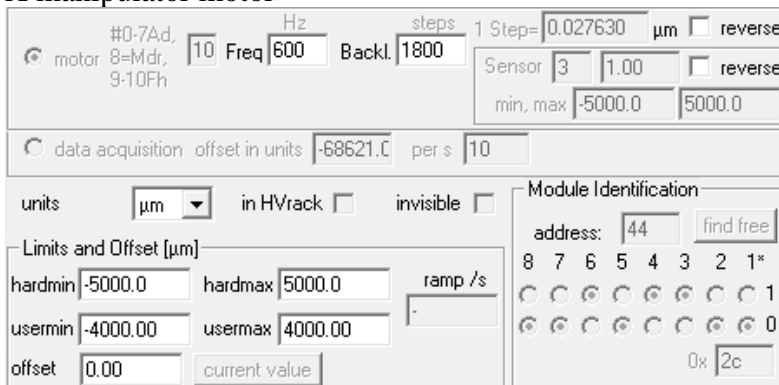 #0-7Ad, Hz steps 1 Step= 0.027630 µm reverse
motor 8=Mdr, 10 Freq 600 Backl. 1800
9-10Fh Sensor 3 1.00 reverse
min, max -5000.0 5000.0
data acquisition offset in units -68621.0 per s 10
units µm in HVrack invisible Module Identification
address: 44 find free
Limits and Offset [µm] 8 7 6 5 4 3 2 1*
hardmin -5000.0 hardmax 5000.0 ramp /s 1
usermin -4000.00 usermax 4000.00 - 0
offset 0.00 current value 0x 2c